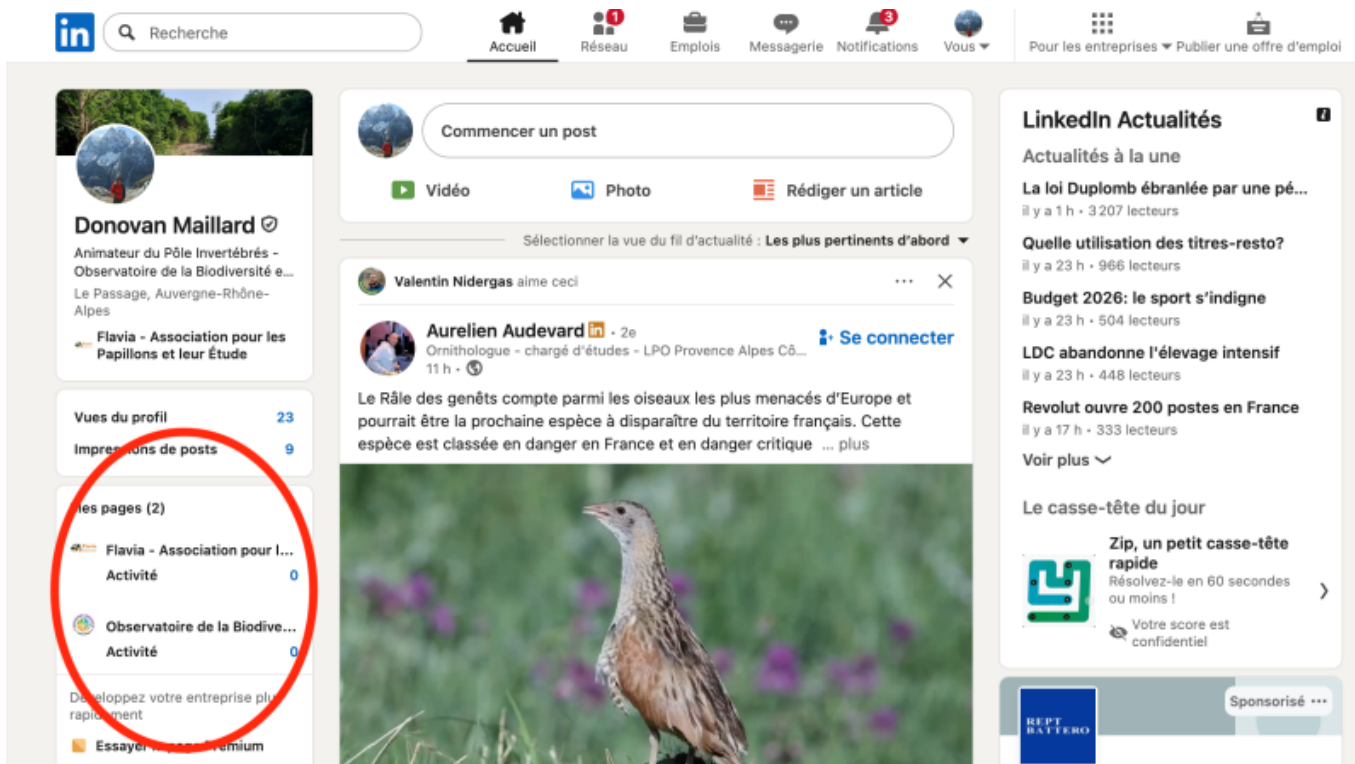 in
Recherche
Accueil
1
Réseau
Emplois
Messagerie
3
Notifications
Vous
Pour les entreprises
Publier une offre d'emploi
Donovan Maillard
Animateur du Pôle Invertébrés -
Observatoire de la Biodiversité e...
Le Passage, Auvergne-Rhône-
Alpes
Flavia - Association pour les
Papillons et leur Étude
Vues du profil 23
Impressions de posts 9
es pages (2)
Flavia - Association pour l...
Activité 0
Observatoire de la Biodive...
Activité 0
Développez votre entreprise plus
rapidement
Essayer Premium
Commencer un post
Vidéo
Photo
Rédiger un article
Sélectionner la vue du fil d'actualité : Les plus pertinents d'abord
Valentin Nidergas aime ceci
Aurelien Audevard in • 2e
Ornithologue - chargé d'études - LPO Provence Alpes Cô...
11 h •
Se connecter
Le Râle des genêts compte parmi les oiseaux les plus menacés d'Europe et
pourrait être la prochaine espèce à disparaître du territoire français. Cette
espèce est classée en danger en France et en danger critique ... plus
LinkedIn Actualités
Actualités à la une
La loi Duplomb ébranlée par une pé...
il y a 1 h • 3 207 lecteurs
Quelle utilisation des titres-resto?
il y a 23 h • 966 lecteurs
Budget 2026: le sport s'indigne
il y a 23 h • 504 lecteurs
LDC abandonne l'élevage intensif
il y a 23 h • 448 lecteurs
Revolut ouvre 200 postes en France
il y a 17 h • 333 lecteurs
Voir plus
Le casse-tête du jour
Zip, un petit casse-tête
rapide
Résolvez-le en 60 secondes
ou moins !
Votre score est
confidentiel
Sponsorisé
REPT
BATTERO